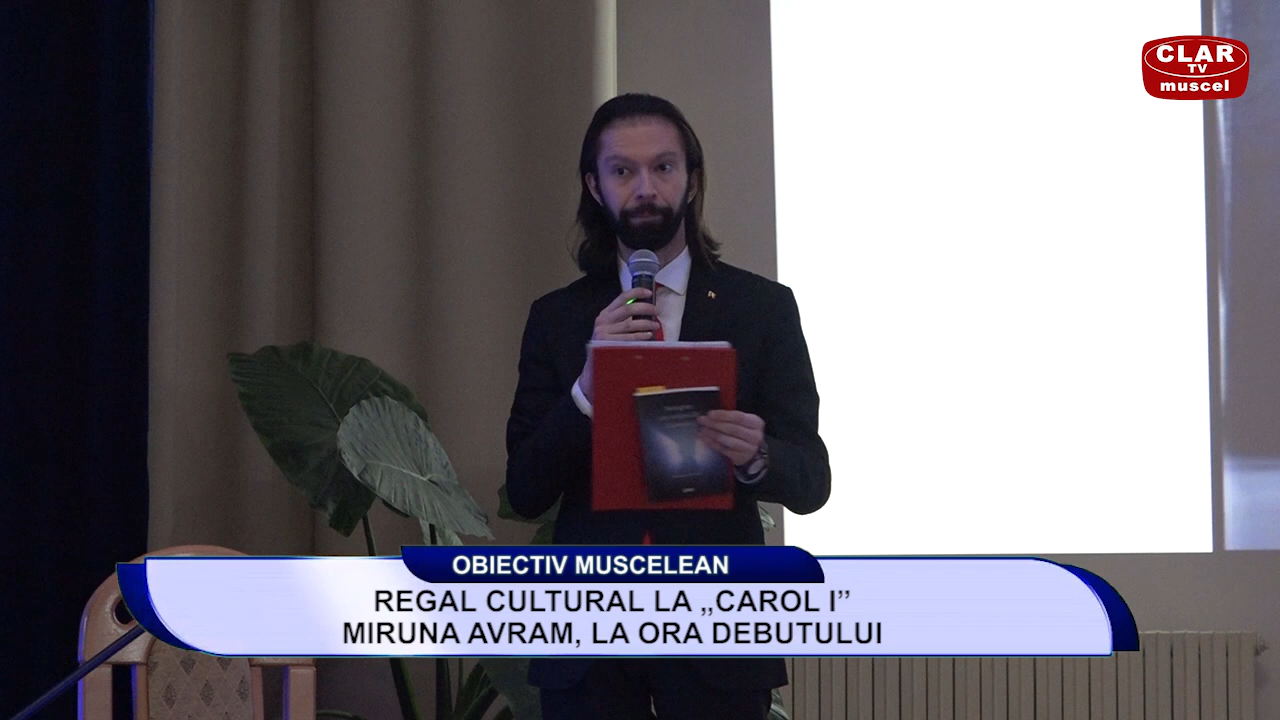 CLAR
TV
muscel
OBIECTIV MUSCELEAN
REGAL CULTURAL LA „CAROL I”
MIRUNA AVRAM, LA ORA DEBUTULUI